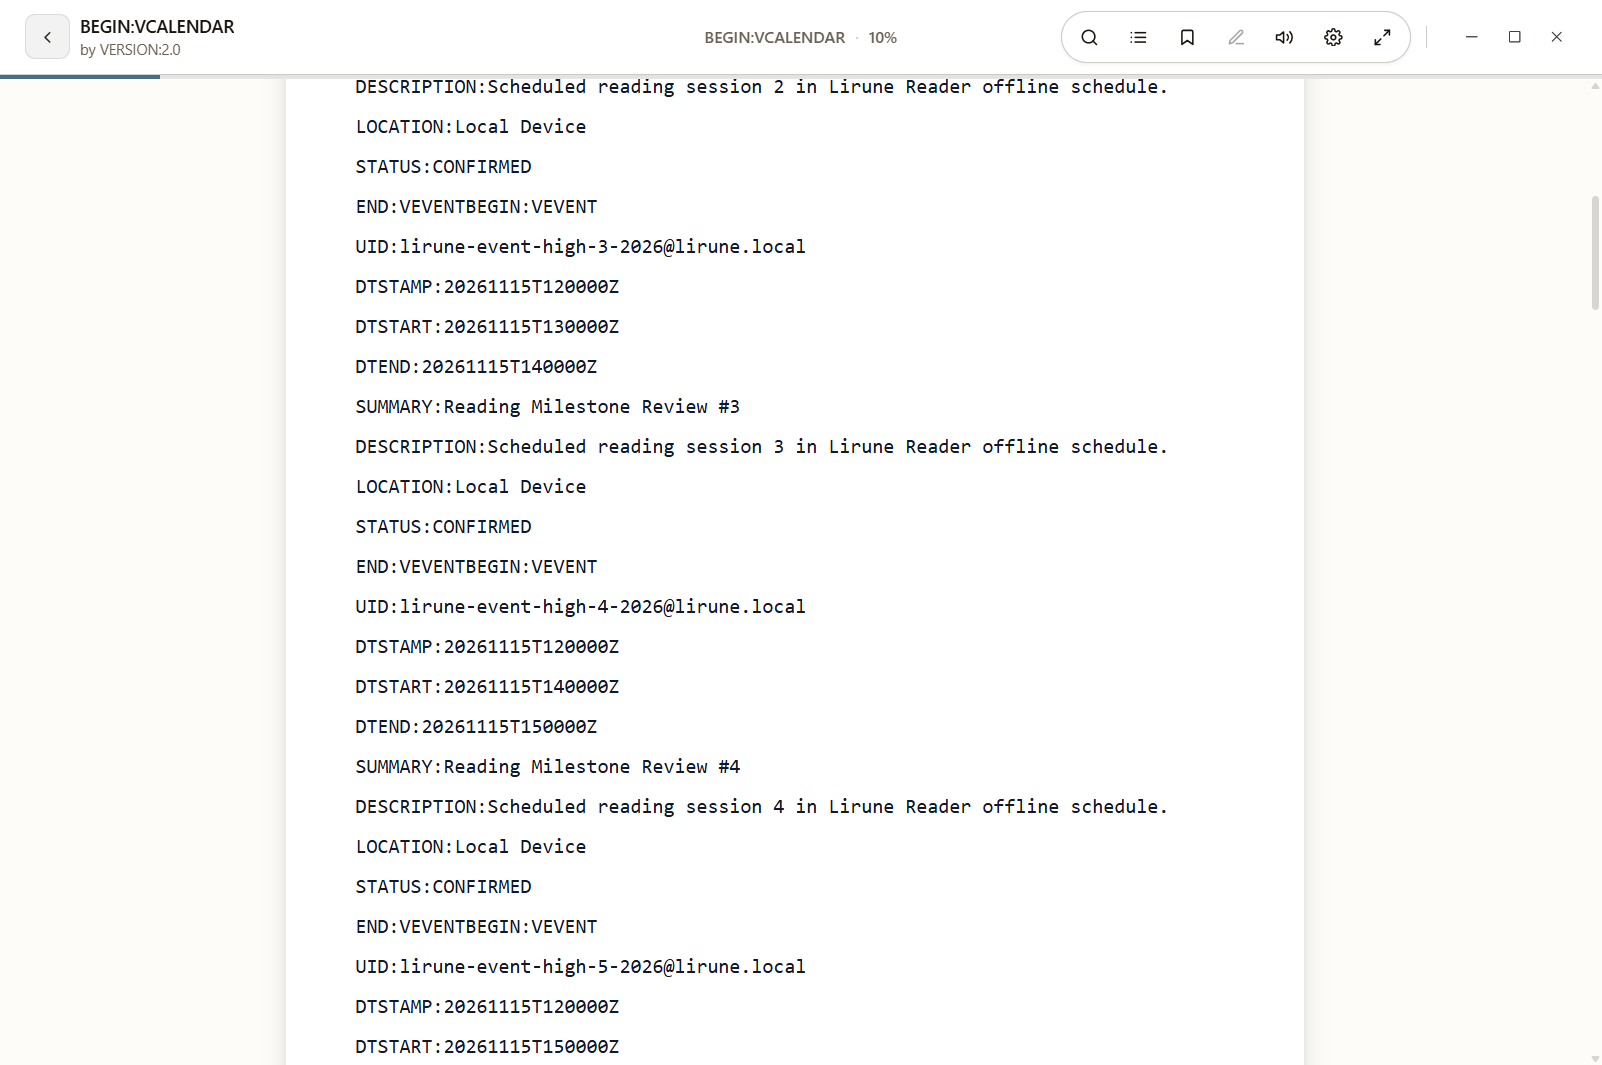 BEGIN:VCALENDAR
by VERSION:2.0
BEGIN:VCALENDAR · 10%
DESCRIPTION:Scheduled reading session 2 in Lirune Reader offline schedule.
LOCATION:Local Device
STATUS:CONFIRMED
END:VEVENTBEGIN:VEVENT
UID:lirune-event-high-3-2026@lirune.local
DTSTAMP:20261115T120000Z
DTSTART:20261115T130000Z
DTEND:20261115T140000Z
SUMMARY:Reading Milestone Review #3
DESCRIPTION:Scheduled reading session 3 in Lirune Reader offline schedule.
LOCATION:Local Device
STATUS:CONFIRMED
END:VEVENTBEGIN:VEVENT
UID:lirune-event-high-4-2026@lirune.local
DTSTAMP:20261115T120000Z
DTSTART:20261115T140000Z
DTEND:20261115T150000Z
SUMMARY:Reading Milestone Review #4
DESCRIPTION:Scheduled reading session 4 in Lirune Reader offline schedule.
LOCATION:Local Device
STATUS:CONFIRMED
END:VEVENTBEGIN:VEVENT
UID:lirune-event-high-5-2026@lirune.local
DTSTAMP:20261115T120000Z
DTSTART:20261115T150000Z